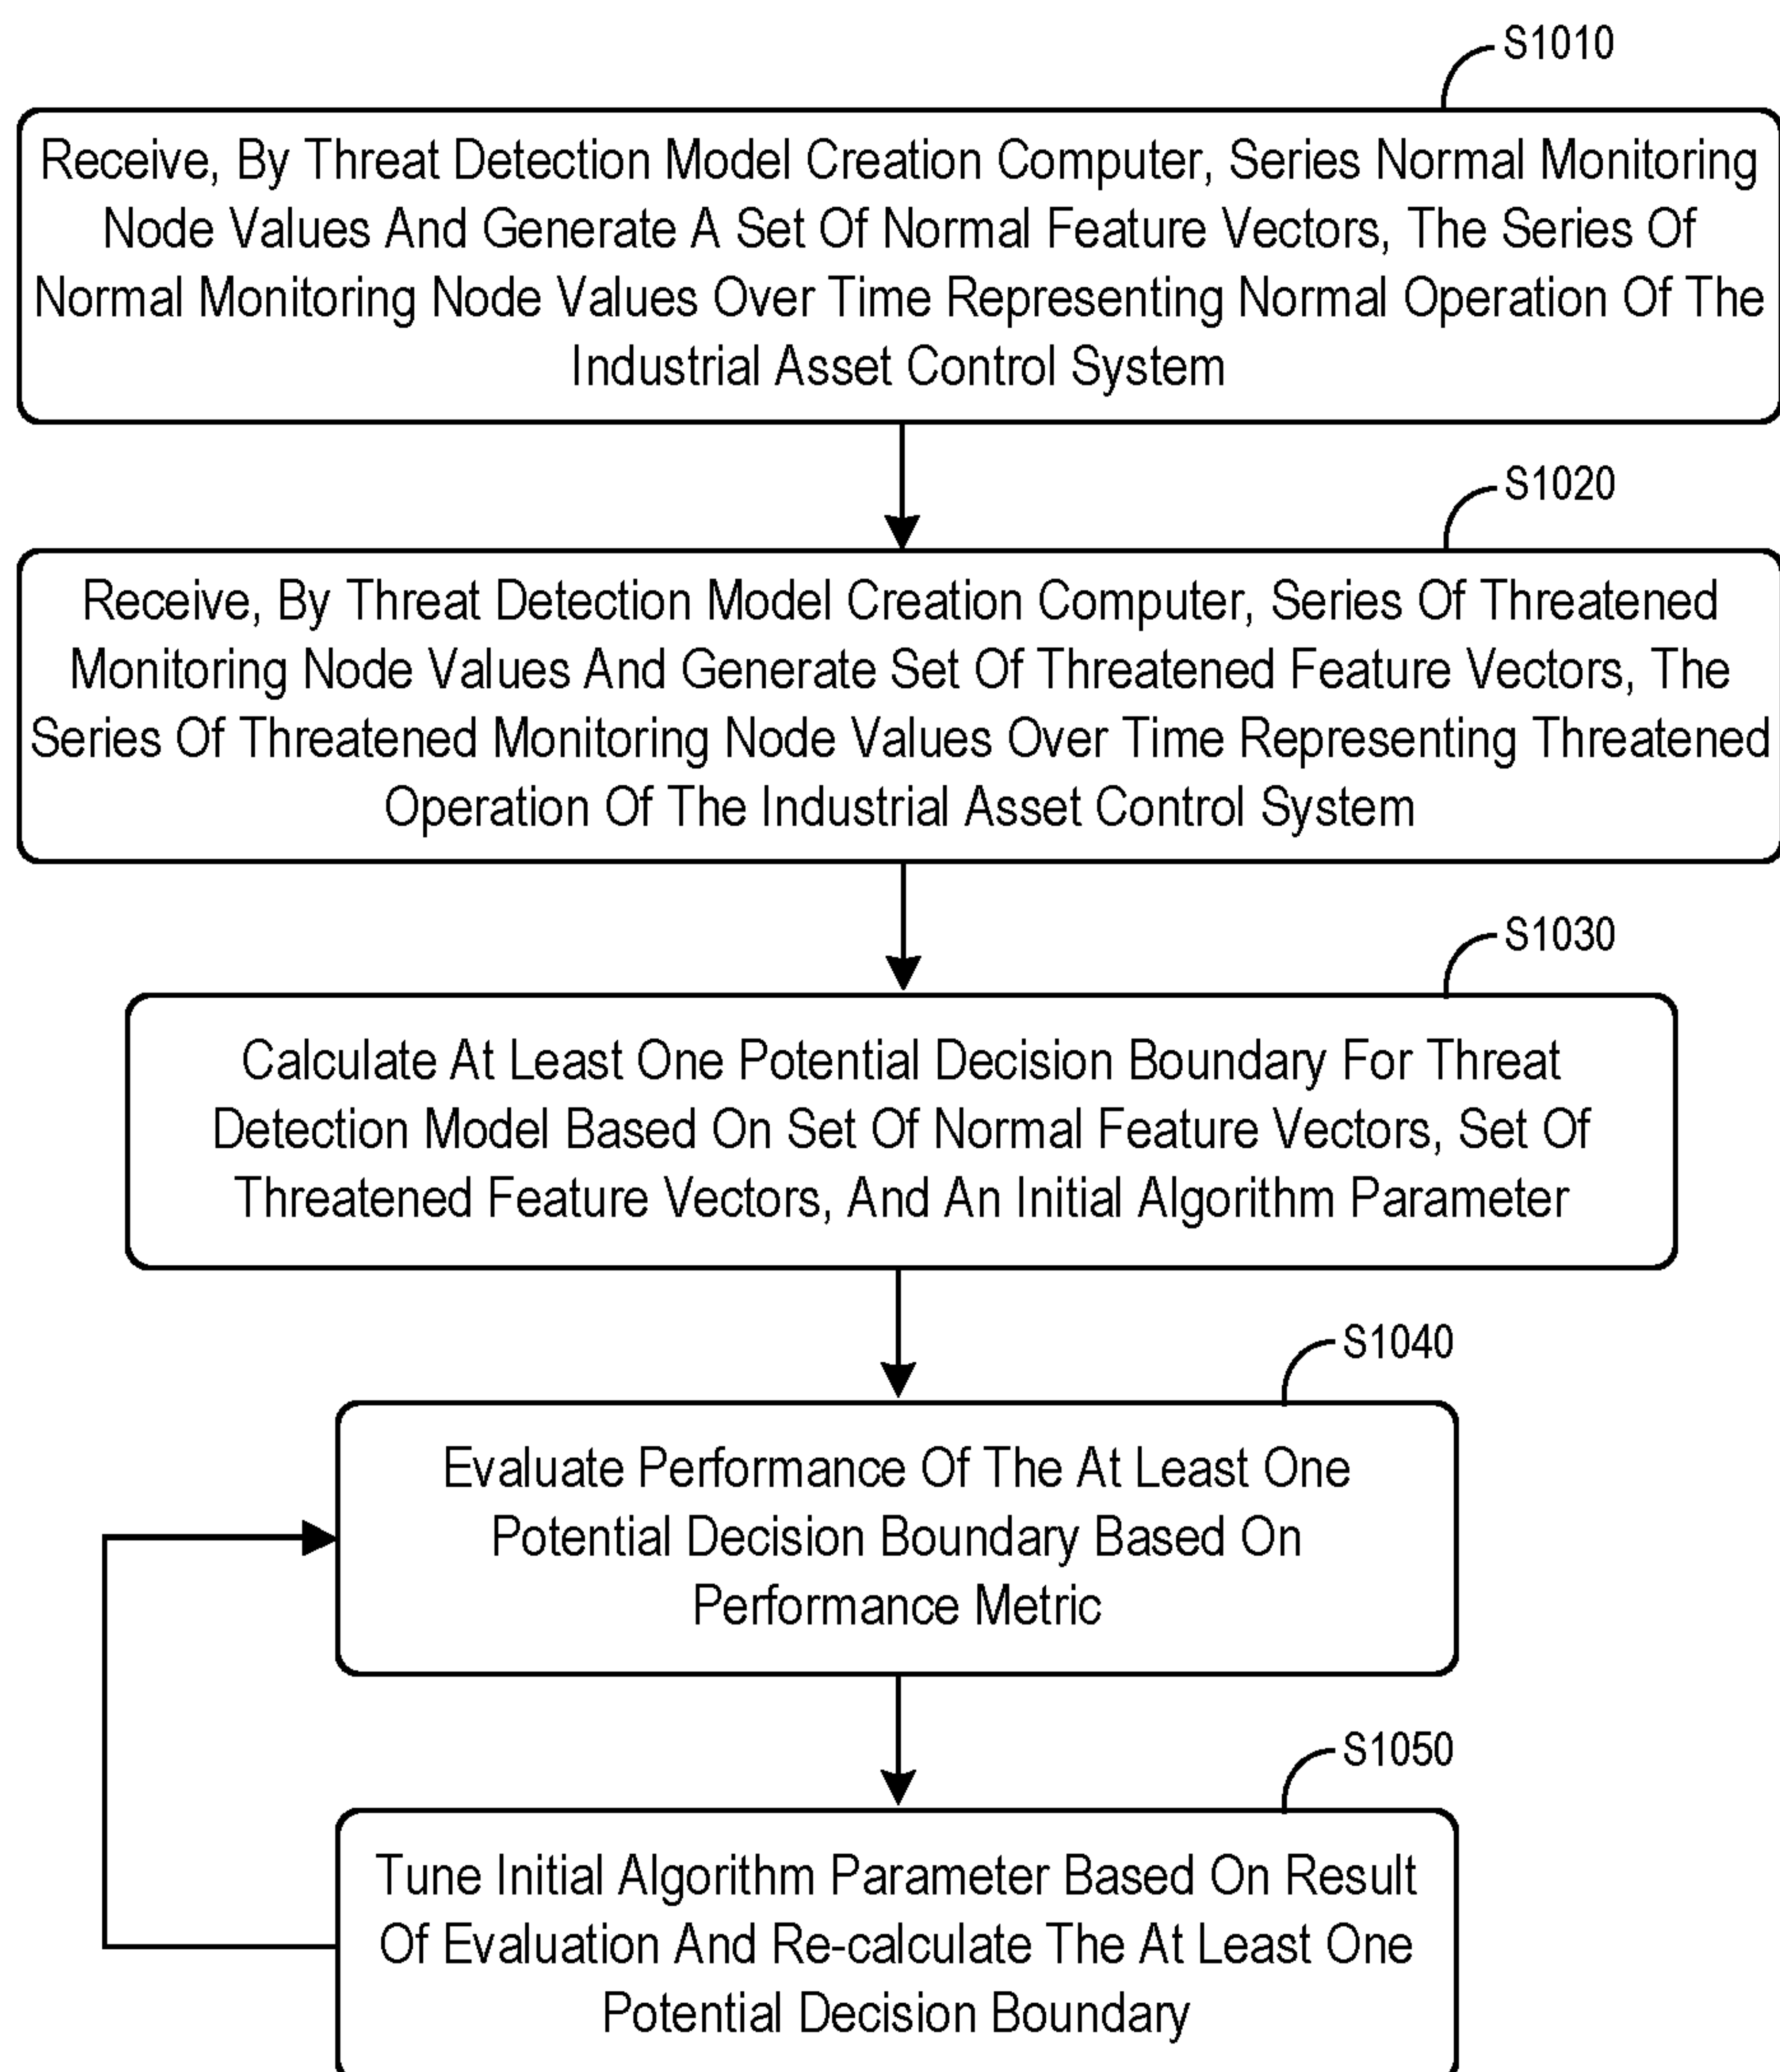 S1010
Receive, By Threat Detection Model Creation Computer, Series Normal Monitoring
Node Values And Generate A Set Of Normal Feature Vectors, The Series Of
Normal Monitoring Node Values Over Time Representing Normal Operation Of The
Industrial Asset Control System
S1020
Receive, By Threat Detection Model Creation Computer, Series Of Threatened
Monitoring Node Values And Generate Set Of Threatened Feature Vectors, The
Series Of Threatened Monitoring Node Values Over Time Representing Threatened
Operation Of The Industrial Asset Control System
S1030
Calculate At Least One Potential Decision Boundary For Threat
Detection Model Based On Set Of Normal Feature Vectors, Set Of
Threatened Feature Vectors, And An Initial Algorithm Parameter
S1040
Evaluate Performance Of The At Least One
Potential Decision Boundary Based On
Performance Metric
S1050
Tune Initial Algorithm Parameter Based On Result
Of Evaluation And Re-calculate The At Least One
Potential Decision Boundary